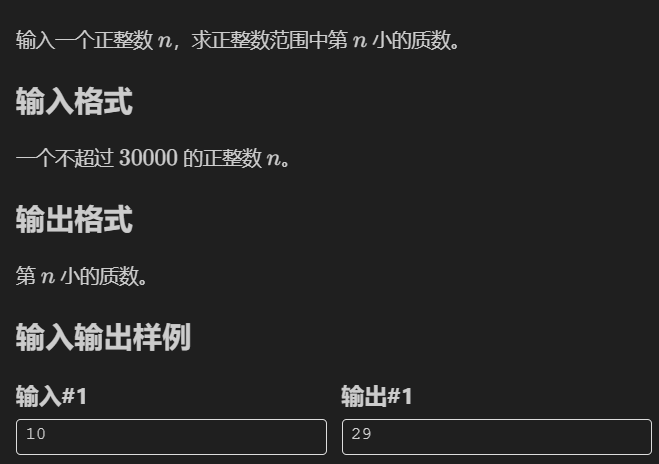 输入一个正整数 n，求正整数范围中第 n 小的质数。
输入格式
一个不超过 30000 的正整数 n。
输出格式
第 n 小的质数。
输入输出样例
输入#1
输出#1
10
29